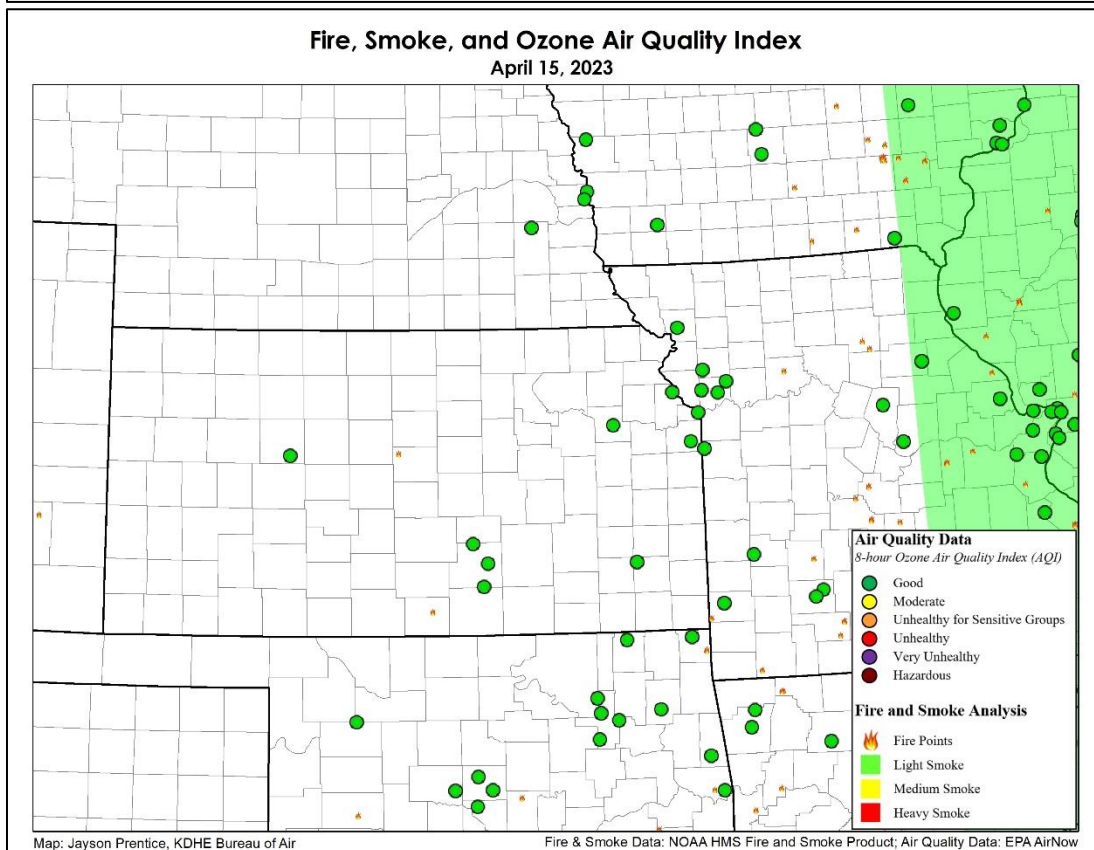 Fire, Smoke, and Ozone Air Quality Index
April 15, 2023
Air Quality Data
8-hour Ozone Air Quality Index (AQI)
Good
Moderate
Unhealthy for Sensitive Groups
Unhealthy
Very Unhealthy
Hazardous
Fire and Smoke Analysis
Fire Points
Light Smoke
Medium Smoke
Heavy Smoke
Map: Jayson Prentice, KDHE Bureau of Air
Fire & Smoke Data: NOAA HMS Fire and Smoke Product; Air Quality Data: EPA AirNow